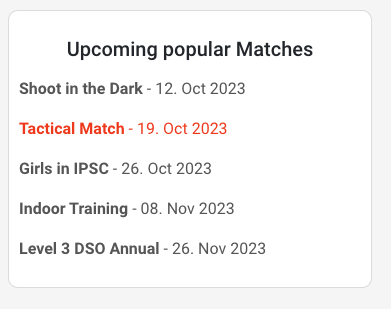 Upcoming popular Matches
Shoot in the Dark - 12. Oct 2023
Tactical Match - 19. Oct 2023
Girls in IPSC - 26. Oct 2023
Indoor Training - 08. Nov 2023
Level 3 DSO Annual - 26. Nov 2023